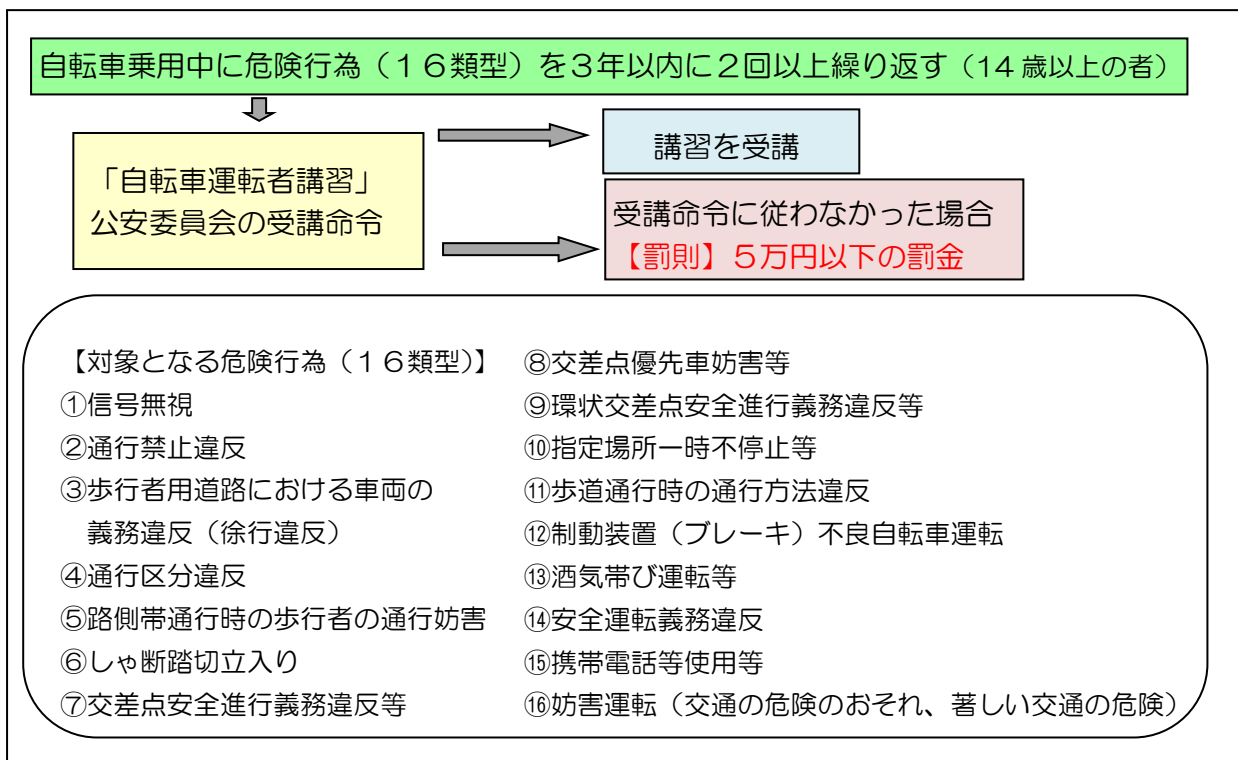 自転車乗用中に危険行為（１６類型）を３年以内に２回以上繰り返す（14 歳以上の者）
「自転車運転者講習」
公安委員会の受講命令
講習を受講
受講命令に従わなかった場合
【罰則】５万円以下の罰金
【対象となる危険行為（１６類型）】
①信号無視
②通行禁止違反
③歩行者用道路における車両の
義務違反（徐行違反）
④通行区分違反
⑤路側帯通行時の歩行者の通行妨害
⑥しゃ断踏切立入り
⑦交差点安全進行義務違反等
⑧交差点優先車妨害等
⑨環状交差点安全進行義務違反等
⑩指定場所一時不停止等
⑪歩道通行時の通行方法違反
⑫制動装置（ブレーキ）不良自転車運転
⑬酒気帯び運転等
⑭安全運転義務違反
⑮携帯電話等使用等
⑯妨害運転（交通の危険のおそれ、著しい交通の危険）